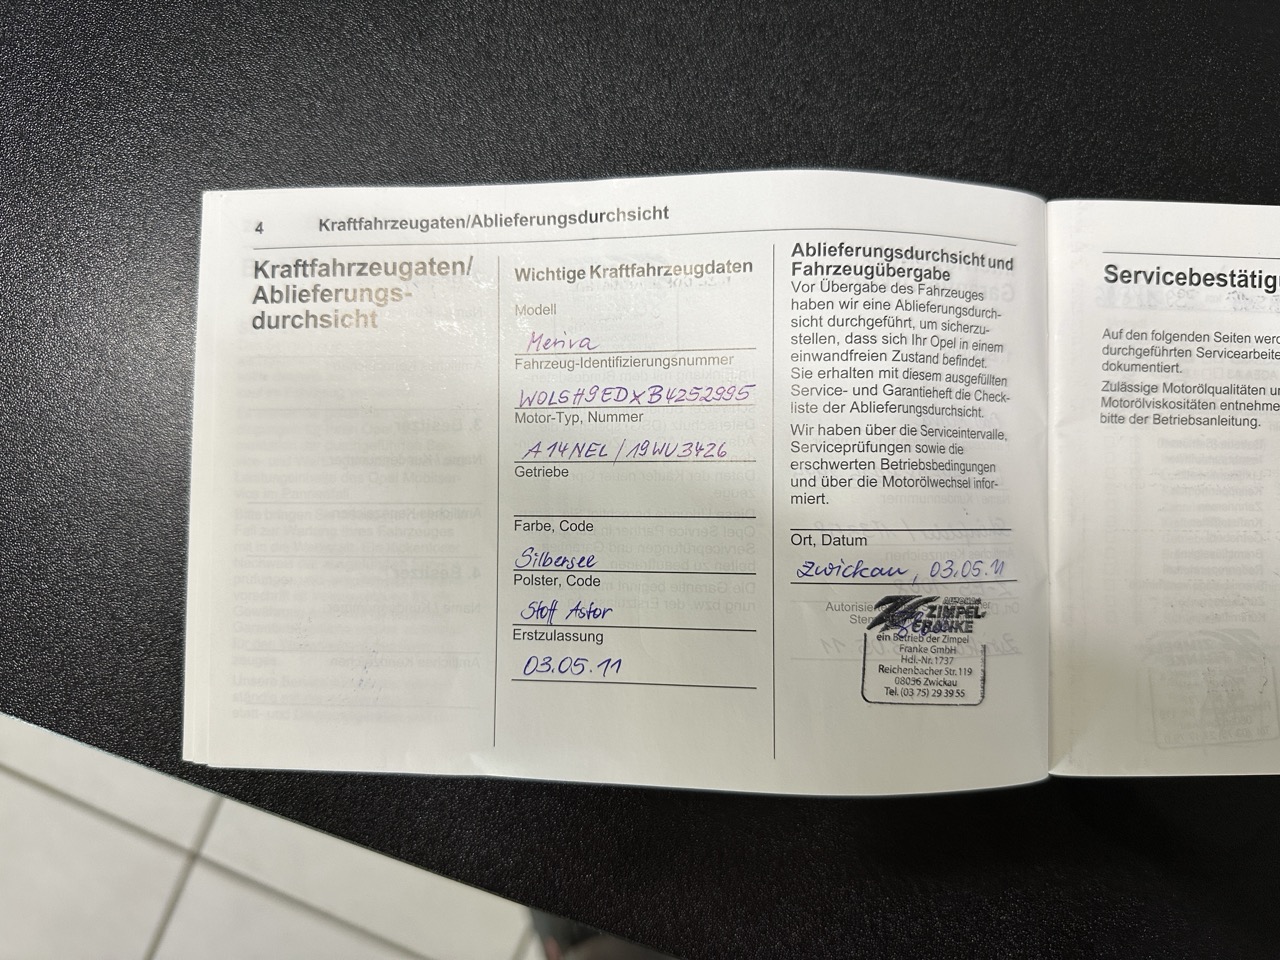 4 Kraftfahrzeugaten/Ablieferungsdurchsicht
Kraftfahrzeugaten/
Ablieferungs-
durchsicht
Wichtige Kraftfahrzeugdaten
Modell
Meriva
Fahrzeug-Identifizierungsnummer
WOLSH9EDXB4252995
Motor-Typ, Nummer
A14NEL / 19WU3426
Getriebe
Farbe, Code
Silbersee
Polster, Code
Stoff Astor
Erstzulassung
03.05.11
Ablieferungsdurchsicht und
Fahrzeugübergabe
Vor Übergabe des Fahrzeuges
haben wir eine Ablieferungsdurch-
sicht durchgeführt, um sicherzu-
stellen, dass sich Ihr Opel in einem
einwandfreien Zustand befindet.
Sie erhalten mit diesem ausgefüllten
Service- und Garantieheft die Check-
liste der Ablieferungsdurchsicht.
Wir haben über die Serviceintervalle,
Serviceprüfungen sowie die
erschwerten Betriebsbedingungen
und über die Motorölwechsel infor-
miert.
Ort, Datum
Zwickau, 03.05.11
ZIMPEL-
FRANKE
ein Betrieb der Zimpel
Franke GmbH
Hdl.-Nr. 1737
Reichenbacher Str. 119
08056 Zwickau
Tel. (03 75) 29 39 55
Auf den folgenden Seiten
durchgeführten
dokumentiert.
Zulässige Motorölqualitäten
Motorölviskositäten
bitte der Betriebsanleitung.